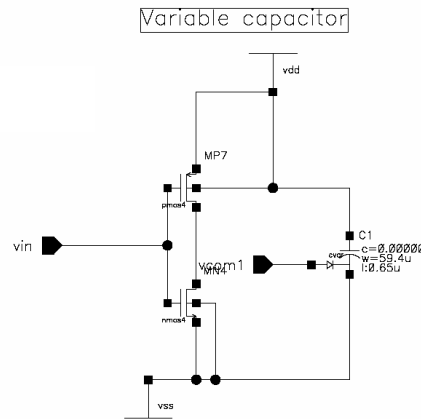 Variable capacitor
vdd
MP7
pmos4
vin
vcom1
MN4
nmos4
C1
cvar
c=0.00000
w=59.4u
l:0.65u
vss